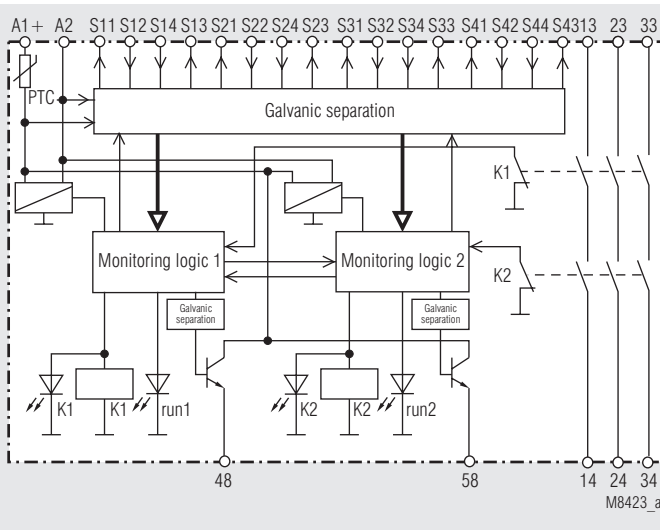 A1+ A2 S11 S12 S14 S13 S21 S22 S24 S23 S31 S32 S34 S33 S41 S42 S44 S43 13 23 33
PTC
Galvanic separation
K1
Monitoring logic 1
Monitoring logic 2
K2
Galvanic
separation
Galvanic
separation
K1 K1 run1 K2 K2 run2
48 58 14 24 34
M8423_a